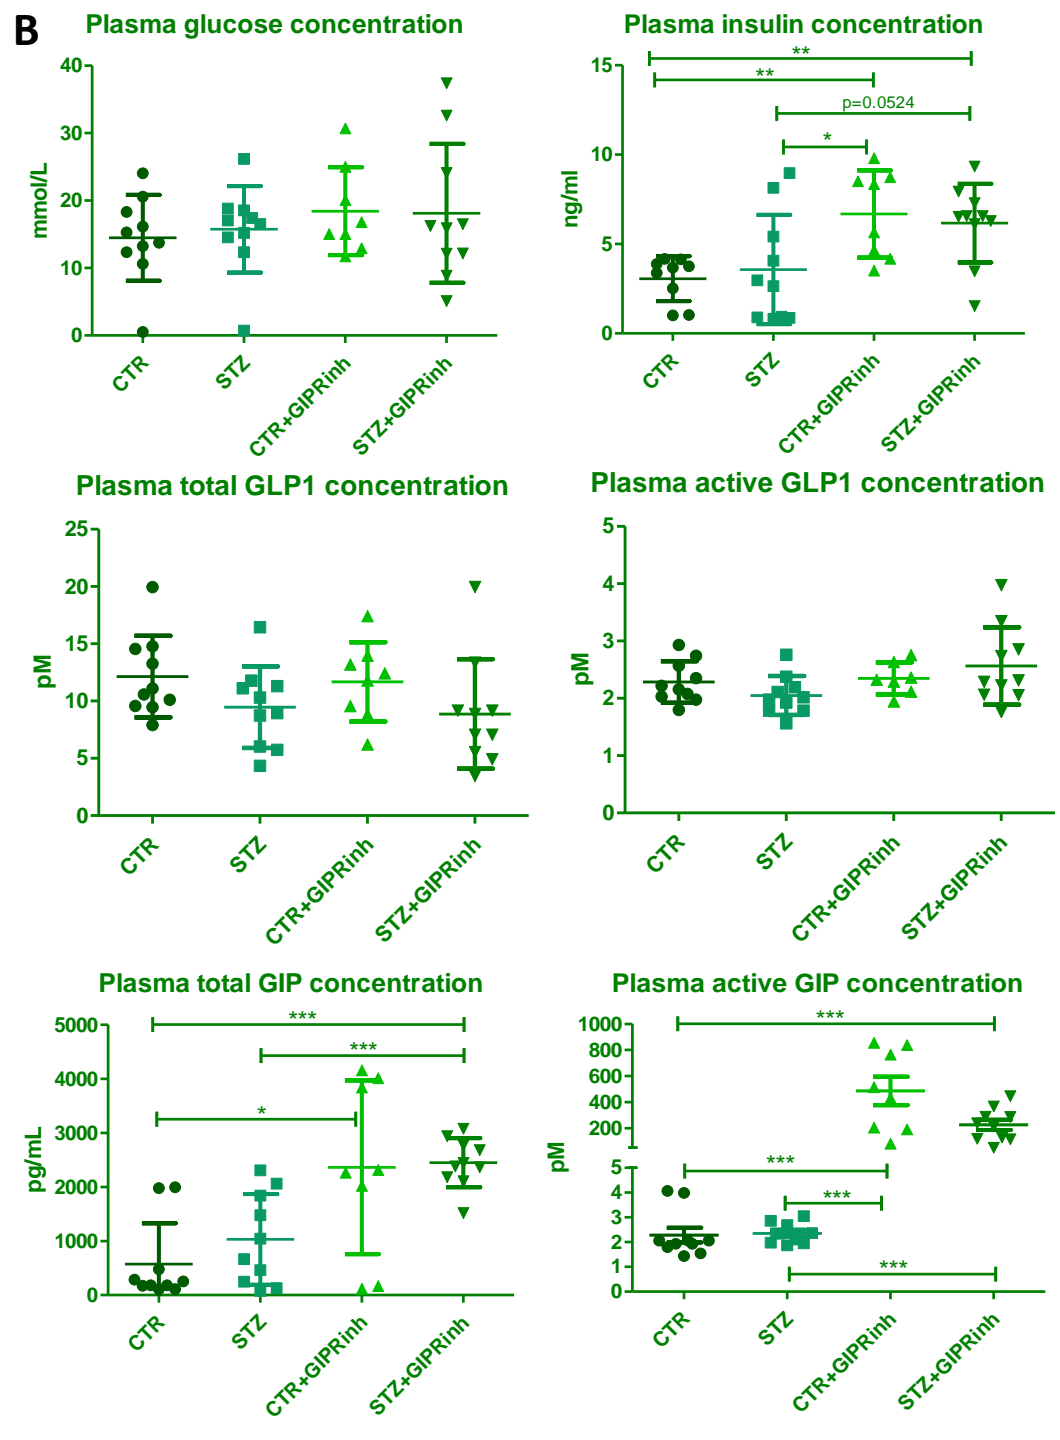 B
Plasma glucose concentration
40
30
20
10
0
mmol/L
CTR
STZ
CTR+GIPRinh
STZ+GIPRinh
Plasma insulin concentration
**
**
p=0.0524
*
15
10
5
0
ng/ml
CTR
STZ
CTR+GIPRinh
STZ+GIPRinh
Plasma total GLP1 concentration
25
20
15
10
5
0
pM
CTR
STZ
CTR+GIPRinh
STZ+GIPRinh
Plasma active GLP1 concentration
5
4
3
2
1
0
pM
CTR
STZ
CTR+GIPRinh
STZ+GIPRinh
Plasma total GIP concentration
***
***
*
5000
4000
3000
2000
1000
0
pg/mL
CTR
STZ
CTR+GIPRinh
STZ+GIPRinh
Plasma active GIP concentration
***
1000
800
600
400
200
***
***
***
5
4
3
2
1
0
pM
CTR
STZ
CTR+GIPRinh
STZ+GIPRinh